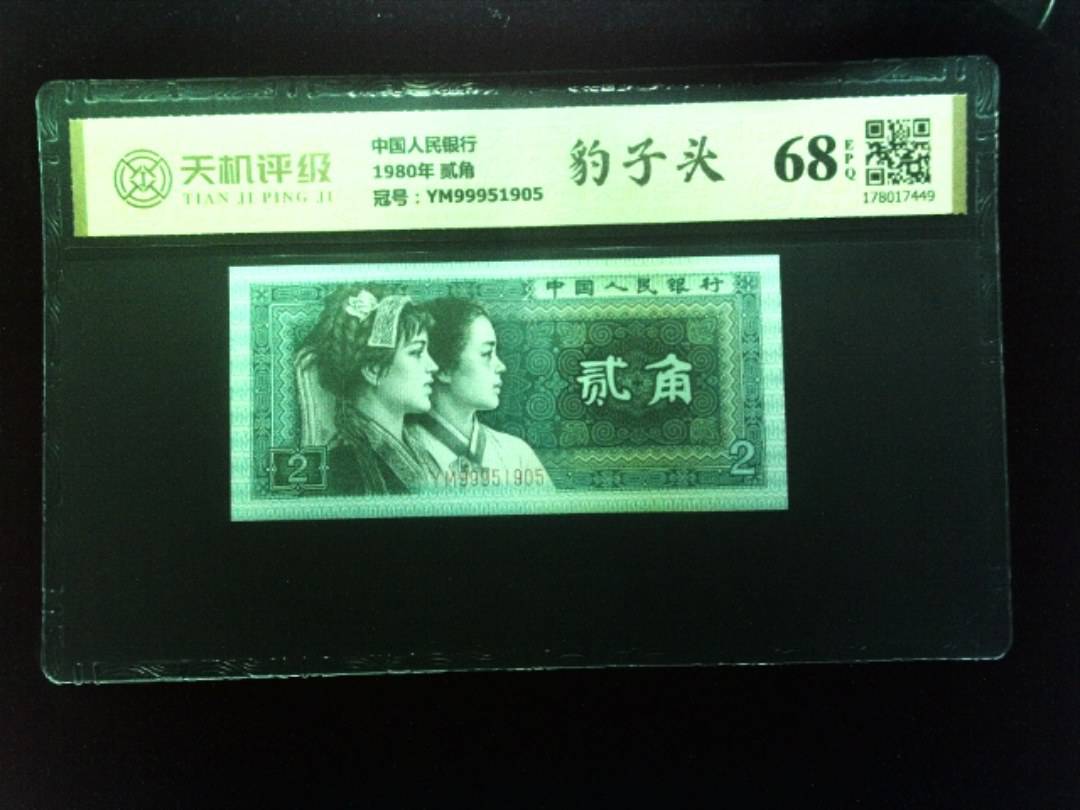 天机评级
TIAN JI PING JI
中国人民银行
1980年 贰角
冠号：YM99951905
豹子头
68
EPQ
178017449
中国人民银行
贰角
2
2
YM99951905